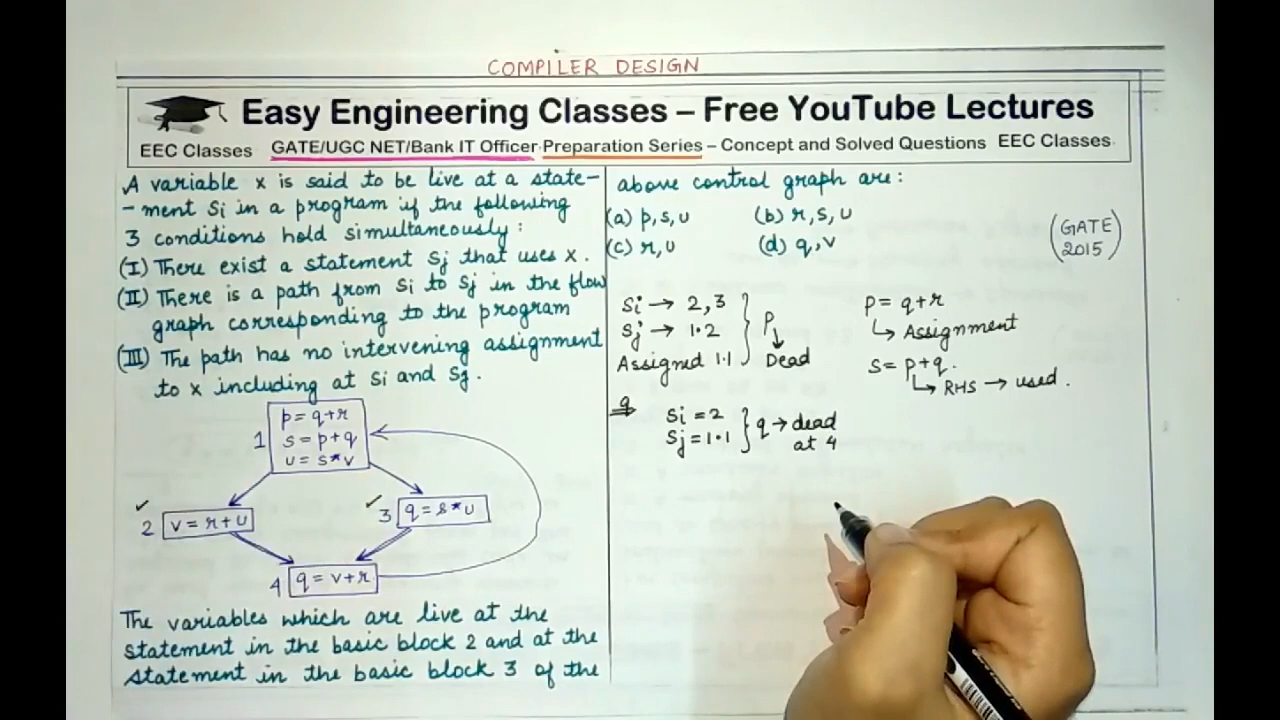 COMPILER DESIGN
Easy Engineering Classes – Free YouTube Lectures
EEC Classes GATE/UGC NET/Bank IT Officer Preparation Series – Concept and Solved Questions EEC Classes
A variable x is said to be live at a state-
-ment Si in a program if the following
3 conditions hold simultaneously:
(I) There exist a statement Sj that uses x.
(II) There is a path from Si to Sj in the flow
graph corresponding to the program
(III) The path has no intervening assignment
to x including at Si and Sj.
1
p = q+r
s = p+q
u = s*v
2 v = r+u
3 q = s*u
4 q = v+r
The variables which are live at the
statement in the basic block 2 and at the
statement in the basic block 3 of the
above control graph are:
(a) p, s, u (b) r, s, u
(c) r, u (d) q, v
(GATE
2015)
Si → 2, 3
Sj → 1.2
Assigned 1.1
p
Dead
p = q+r
Assignment
s = p+q.
RHS → used.
q
Si = 2
Sj = 1.1
q → dead
at 4